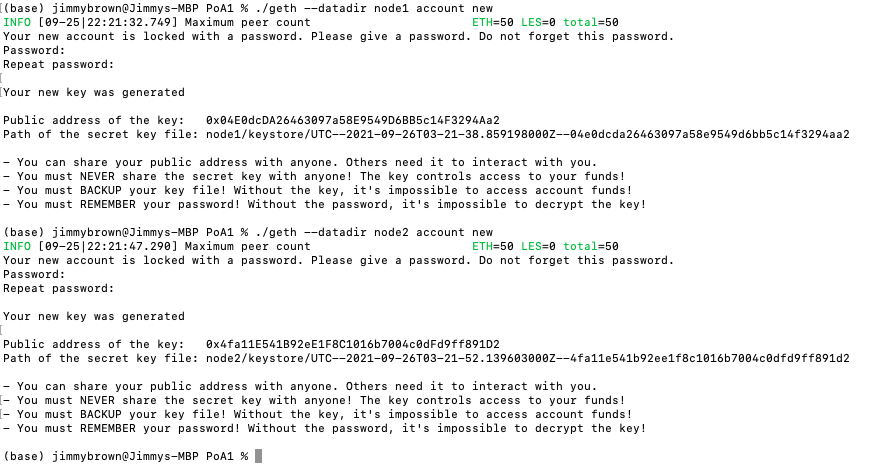 (base) jimmybrown@Jimmys-MBP PoA1 % ./geth --datadir node1 account new
INFO [09-25|22:21:32.749] Maximum peer count                       ETH=50 LES=0 total=50
Your new account is locked with a password. Please give a password. Do not forget this password.
Password:
Repeat password:
Your new key was generated
Public address of the key:   0x04E0dcDA26463097a58E9549D6BB5c14F3294Aa2
Path of the secret key file: node1/keystore/UTC--2021-09-26T03-21-38.859198000Z--04e0dcda26463097a58e9549d6bb5c14f3294aa2
- You can share your public address with anyone. Others need it to interact with you.
- You must NEVER share the secret key with anyone! The key controls access to your funds!
- You must BACKUP your key file! Without the key, it's impossible to access account funds!
- You must REMEMBER your password! Without the password, it's impossible to decrypt the key!
(base) jimmybrown@Jimmys-MBP PoA1 % ./geth --datadir node2 account new
INFO [09-25|22:21:47.290] Maximum peer count                       ETH=50 LES=0 total=50
Your new account is locked with a password. Please give a password. Do not forget this password.
Password:
Repeat password:
Your new key was generated
Public address of the key:   0x4fa11E541B92eE1F8C1016b7004c0dFd9ff891D2
Path of the secret key file: node2/keystore/UTC--2021-09-26T03-21-52.139603000Z--4fa11e541b92ee1f8c1016b7004c0dfd9ff891d2
- You can share your public address with anyone. Others need it to interact with you.
- You must NEVER share the secret key with anyone! The key controls access to your funds!
- You must BACKUP your key file! Without the key, it's impossible to access account funds!
- You must REMEMBER your password! Without the password, it's impossible to decrypt the key!
(base) jimmybrown@Jimmys-MBP PoA1 %